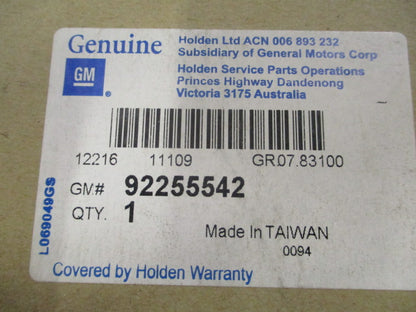 Genuine
GM
®
Holden Ltd ACN 006 893 232
Subsidiary of General Motors Corp
Holden Service Parts Operations
Princes Highway Dandenong
Victoria 3175 Australia
12216 11109 GR.07.83100
GM# 92255542
QTY. 1
L069049GS
Made In TAIWAN
0094
Covered by Holden Warranty